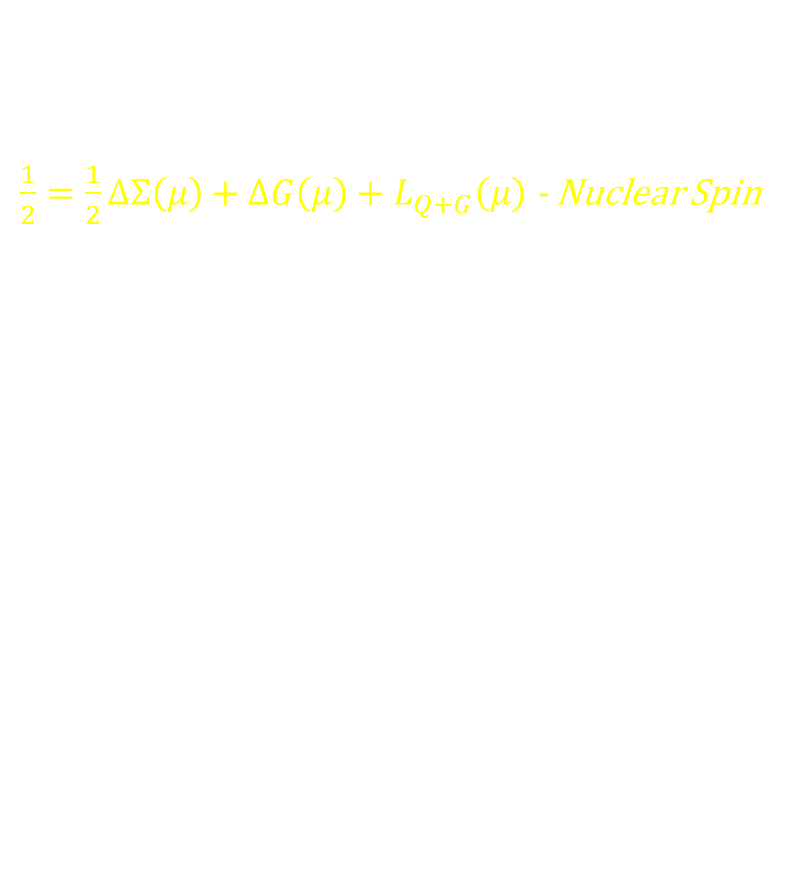 ½ = ½ ΔΣ(μ) + ΔG(μ) + L_{Q+G}(μ) - Nuclear Spin